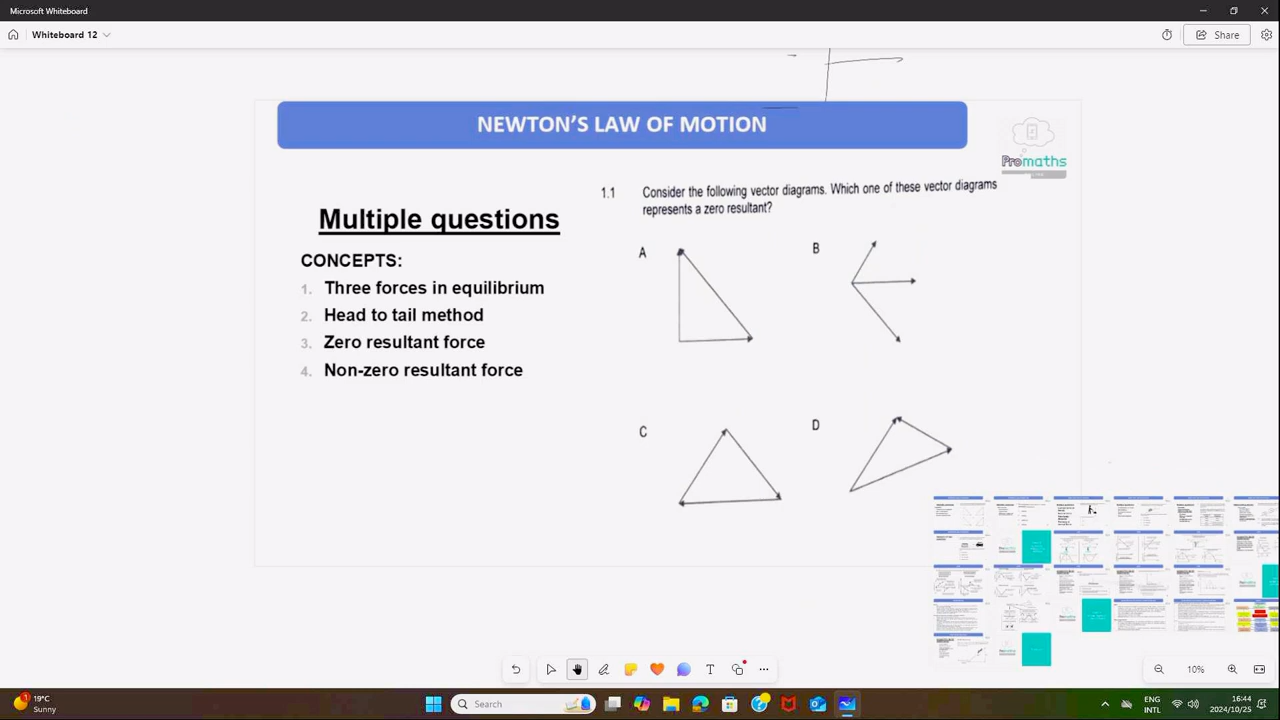 Microsoft Whiteboard
Whiteboard 12
Share
NEWTON'S LAW OF MOTION
Promaths
1.1 Consider the following vector diagrams. Which one of these vector diagrams
represents a zero resultant?
Multiple questions
CONCEPTS:
1. Three forces in equilibrium
2. Head to tail method
3. Zero resultant force
4. Non-zero resultant force
A
B
C
D
10%
19°C
Sunny
Search
ENG
INTL
16:44
2024/10/25